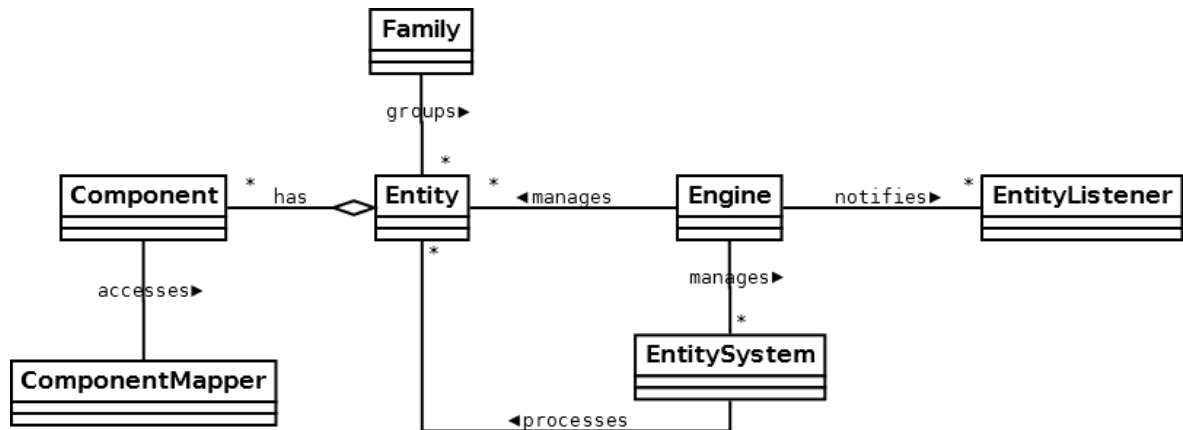 Family
groups►
*
Component
*
has
Entity
*
◄manages
Engine
notifies►
*
EntityListener
*
accesses►
manages►
*
ComponentMapper
EntitySystem
◄processes